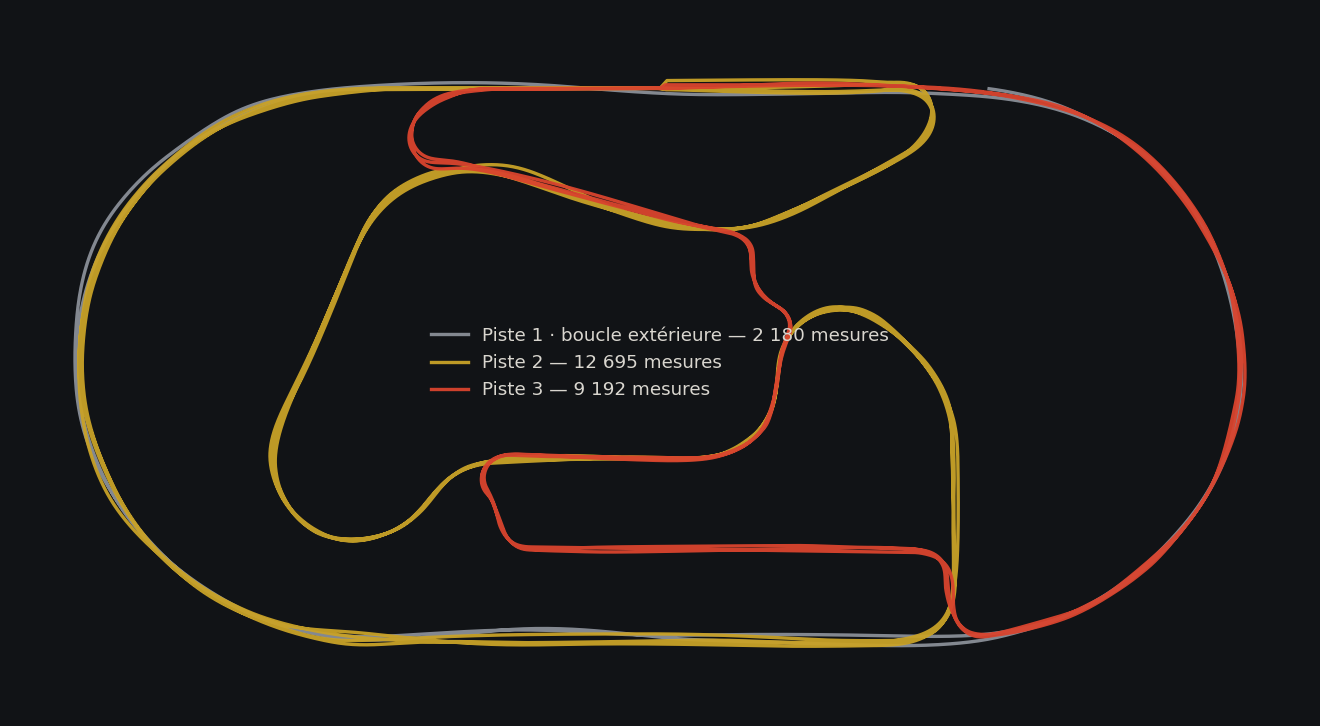 Piste 1 · boucle extérieure — 2 180 mesures
Piste 2 — 12 695 mesures
Piste 3 — 9 192 mesures